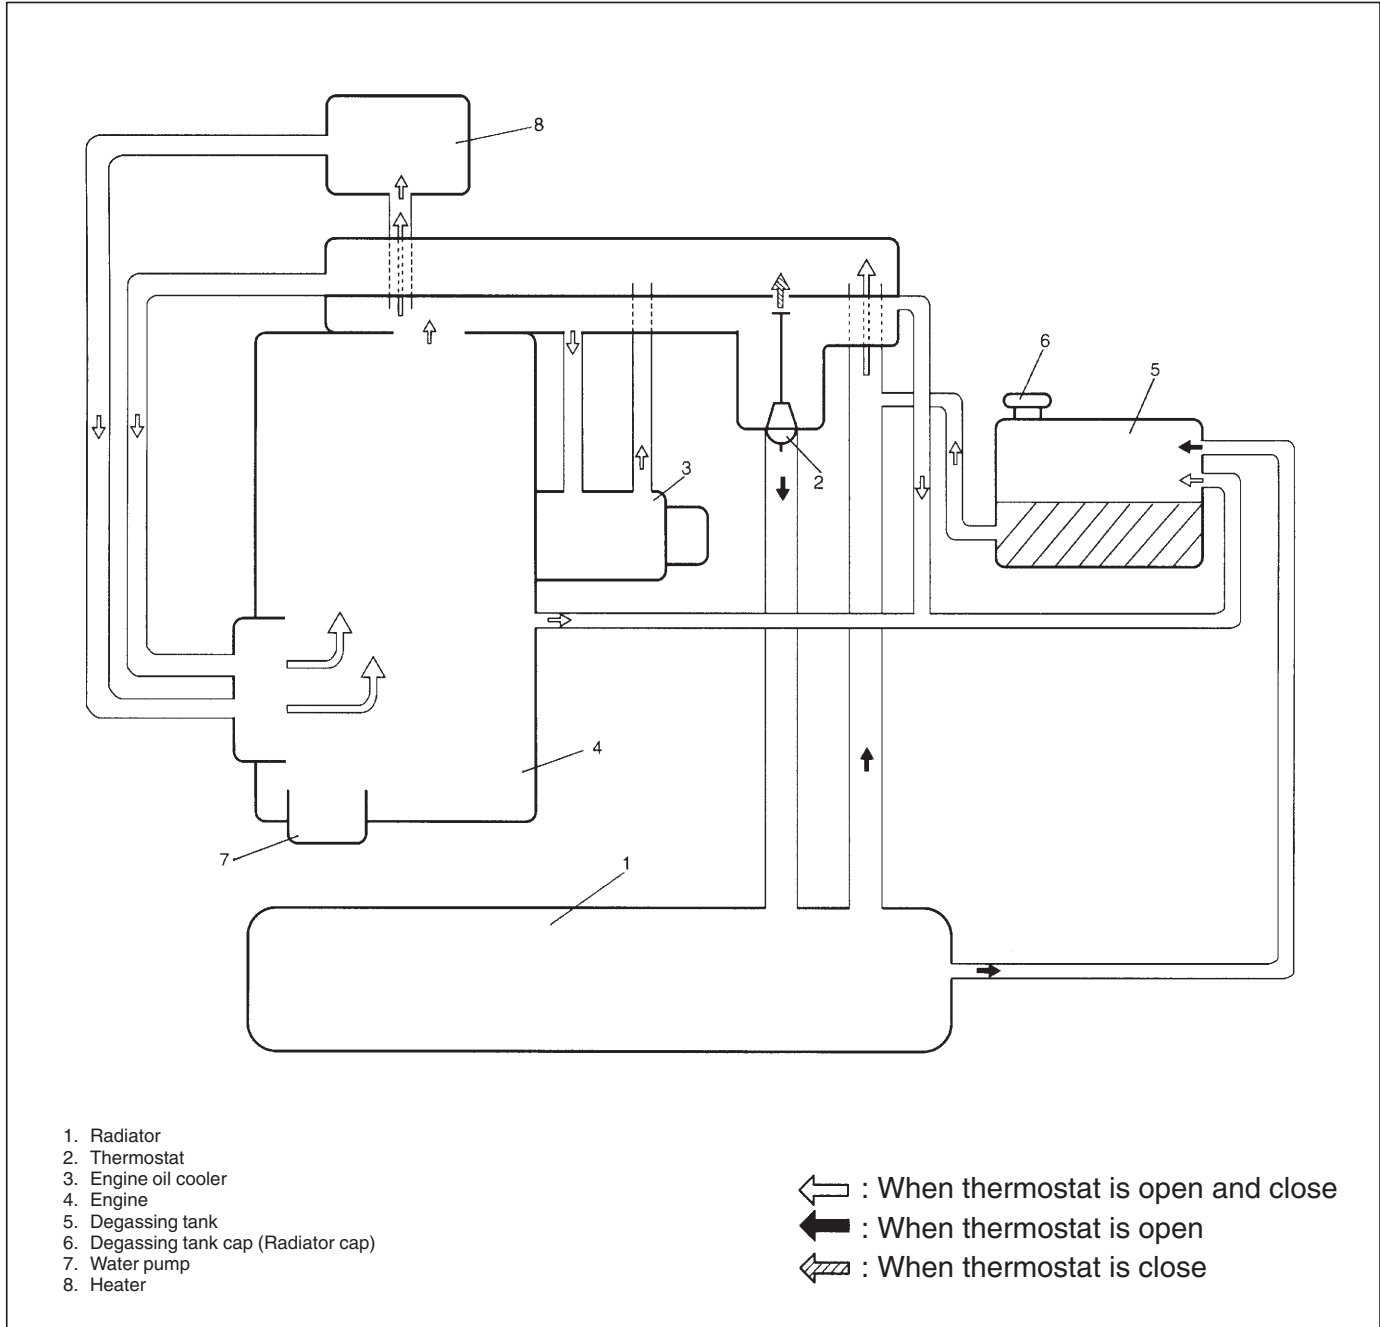 8
6
5
3
2
4
7
1
1. Radiator
2. Thermostat
3. Engine oil cooler
4. Engine
5. Degassing tank
6. Degassing tank cap (Radiator cap)
7. Water pump
8. Heater
: When thermostat is open and close
: When thermostat is open
: When thermostat is close